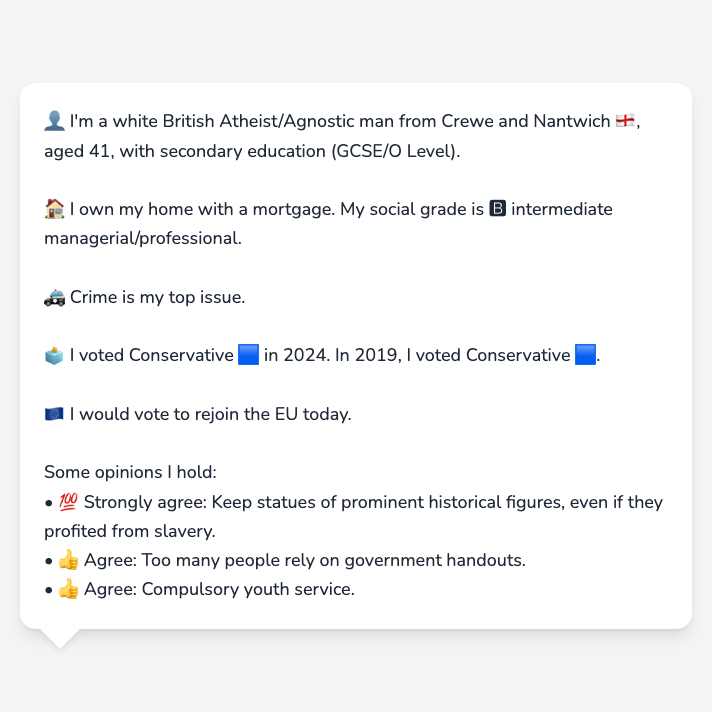 👤 I'm a white British Atheist/Agnostic man from Crewe and Nantwich 🏴󠁧󠁢󠁥󠁮󠁧󠁿,
aged 41, with secondary education (GCSE/O Level).
🏠 I own my home with a mortgage. My social grade is 🅱 intermediate
managerial/professional.
🚓 Crime is my top issue.
🗳️ I voted Conservative 🟦 in 2024. In 2019, I voted Conservative 🟦.
🇪🇺 I would vote to rejoin the EU today.
Some opinions I hold:
• 💯 Strongly agree: Keep statues of prominent historical figures, even if they
profited from slavery.
• 👍 Agree: Too many people rely on government handouts.
• 👍 Agree: Compulsory youth service.